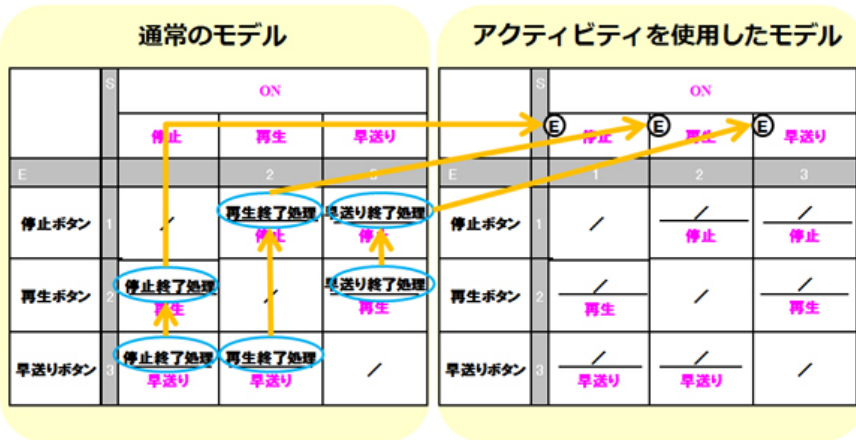 通常のモデル
アクティビティを使用したモデル
S
ON
停止
再生
早送り
E
2
3
停止ボタン
1
/
再生終了処理
停止
早送り終了処理
停止
再生ボタン
2
停止終了処理
再生
/
早送り終了処理
再生
早送りボタン
3
停止終了処理
早送り
再生終了処理
早送り
/
S
ON
E 停止
E 再生
E 早送り
E
1
2
3
停止ボタン
1
/
/
停止
/
停止
再生ボタン
2
/
再生
/
/
再生
早送りボタン
3
/
早送り
/
早送り
/